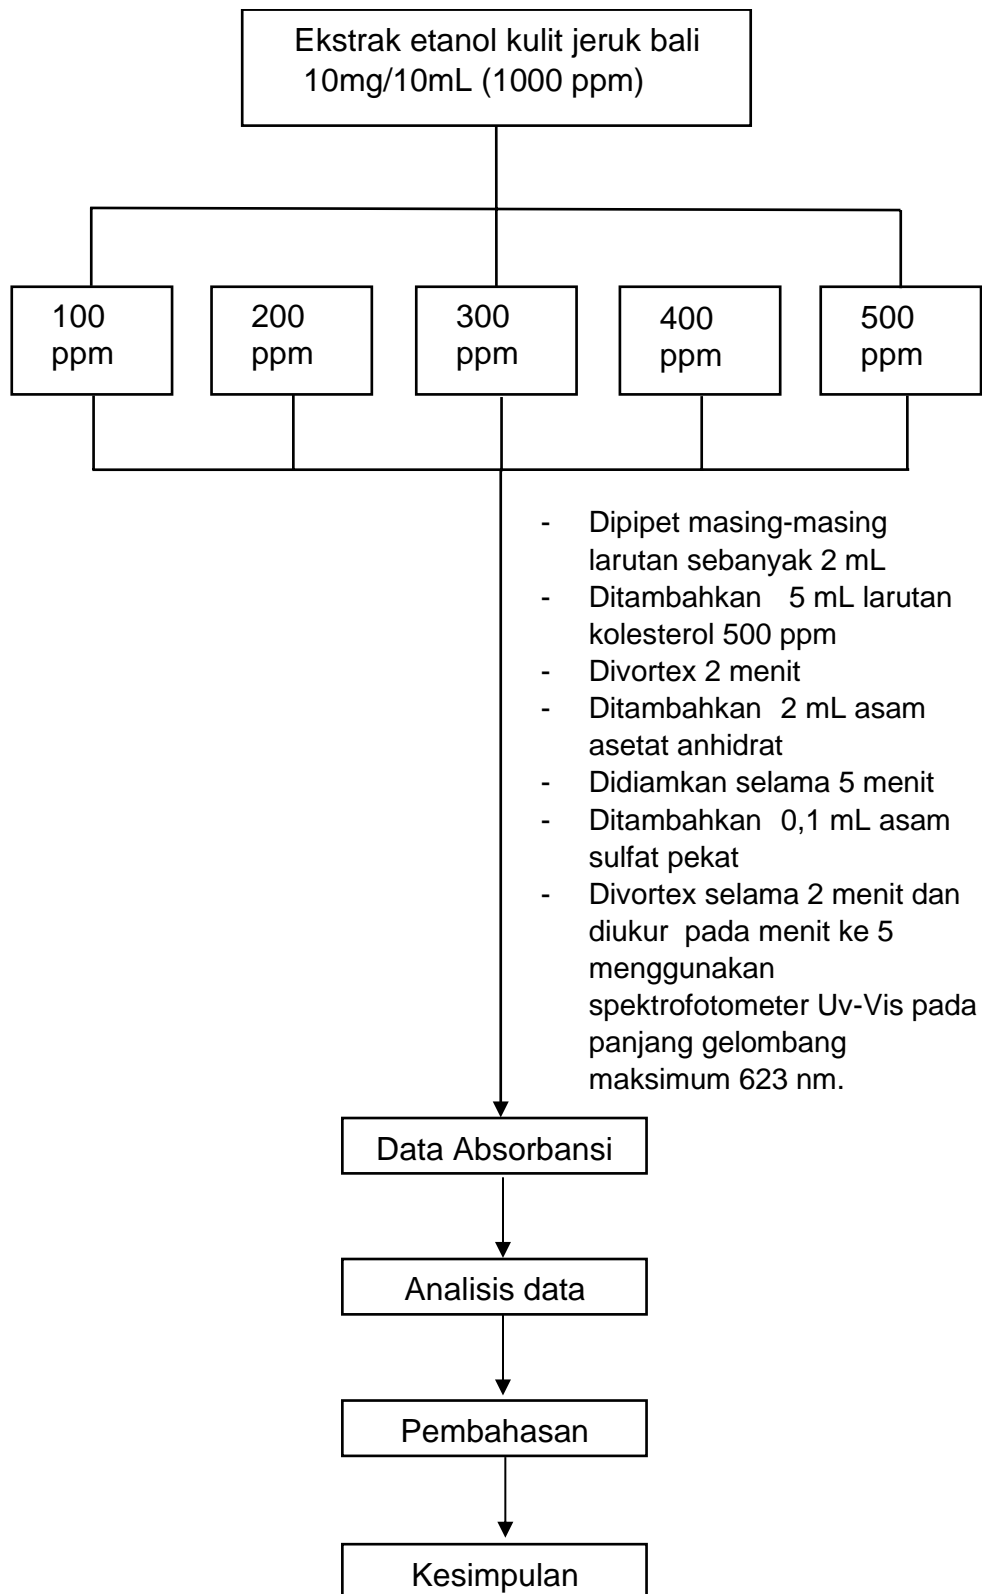 Ekstrak etanol kulit jeruk bali
10mg/10mL (1000 ppm)
100
ppm
200
ppm
300
ppm
400
ppm
500
ppm
- Dipipet masing-masing
larutan sebanyak 2 mL
- Ditambahkan 5 mL larutan
kolesterol 500 ppm
- Divortex 2 menit
- Ditambahkan 2 mL asam
asetat anhidrat
- Didiamkan selama 5 menit
- Ditambahkan 0,1 mL asam
sulfat pekat
- Divortex selama 2 menit dan
diukur pada menit ke 5
menggunakan
spektrofotometer Uv-Vis pada
panjang gelombang
maksimum 623 nm.
Data Absorbansi
Analisis data
Pembahasan
Kesimpulan